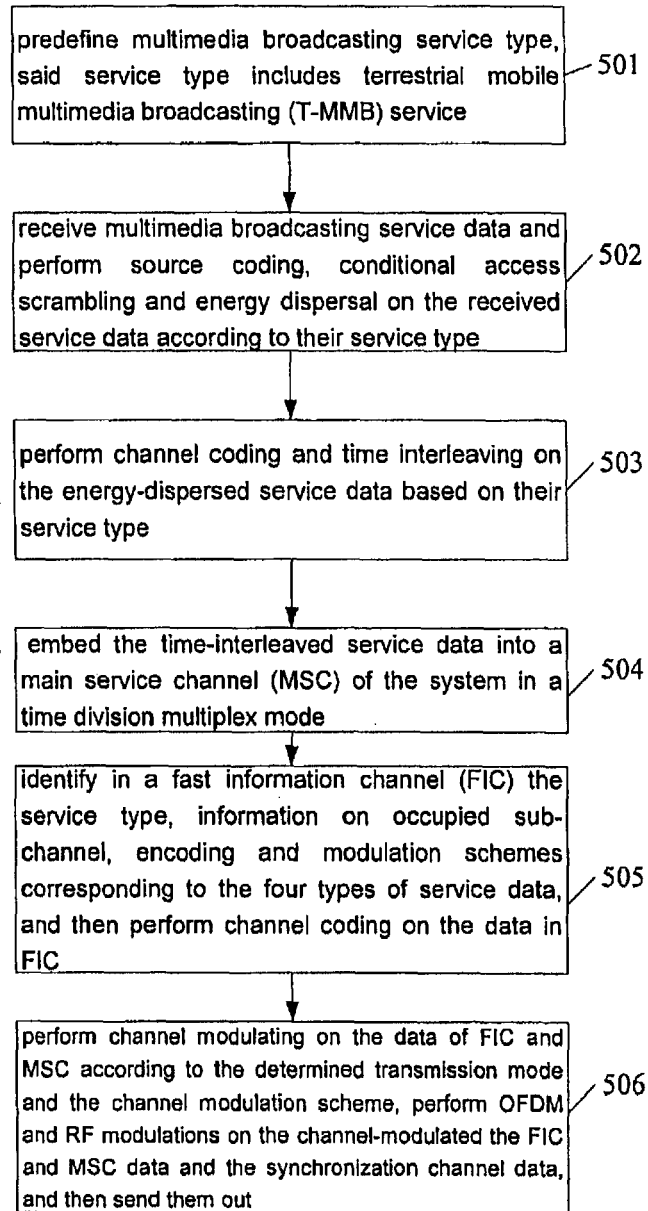 predefine multimedia broadcasting service type,
said service type includes terrestrial mobile
multimedia broadcasting (T-MMB) service
501
receive multimedia broadcasting service data and
perform source coding, conditional access
scrambling and energy dispersal on the received
service data according to their service type
502
perform channel coding and time interleaving on
the energy-dispersed service data based on their
service type
503
embed the time-interleaved service data into a
main service channel (MSC) of the system in a
time division multiplex mode
504
identify in a fast information channel (FIC) the
service type, information on occupied sub-
channel, encoding and modulation schemes
corresponding to the four types of service data,
and then perform channel coding on the data in
FIC
505
perform channel modulating on the data of FIC and
MSC according to the determined transmission mode
and the channel modulation scheme, perform OFDM
and RF modulations on the channel-modulated the FIC
and MSC data and the synchronization channel data,
and then send them out
506